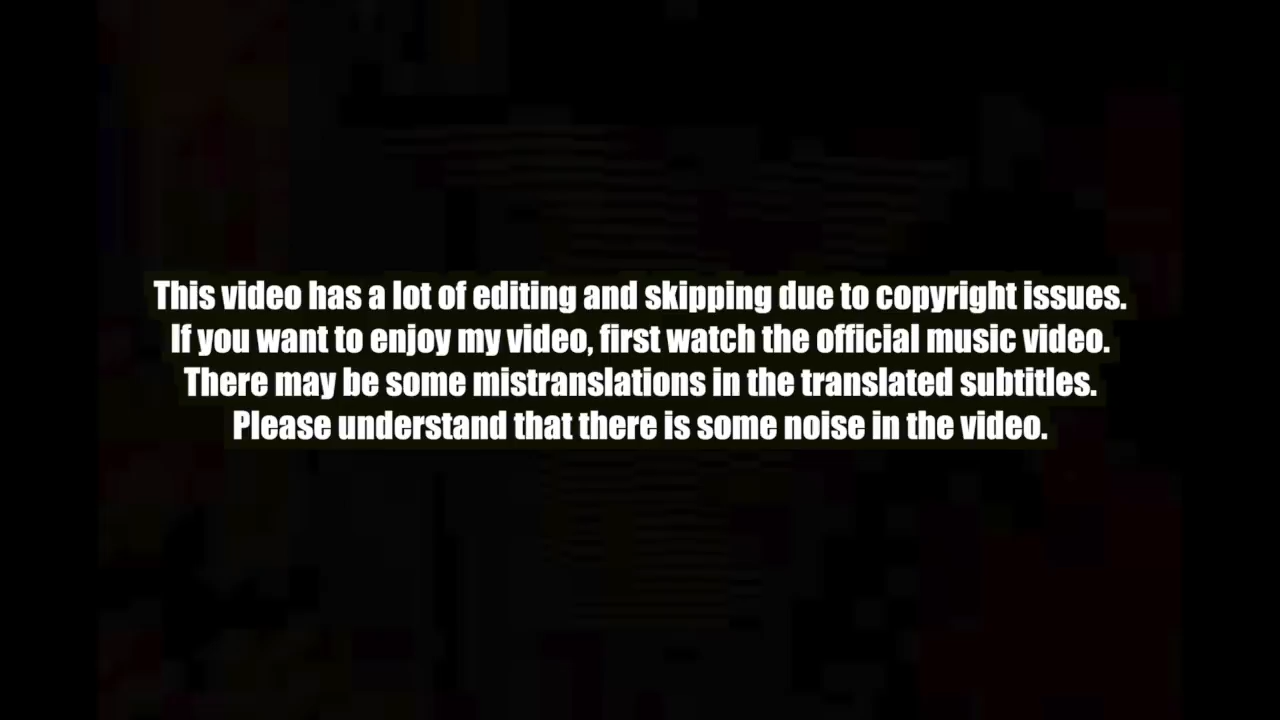 This video has a lot of editing and skipping due to copyright issues.
If you want to enjoy my video, first watch the official music video.
There may be some mistranslations in the translated subtitles.
Please understand that there is some noise in the video.